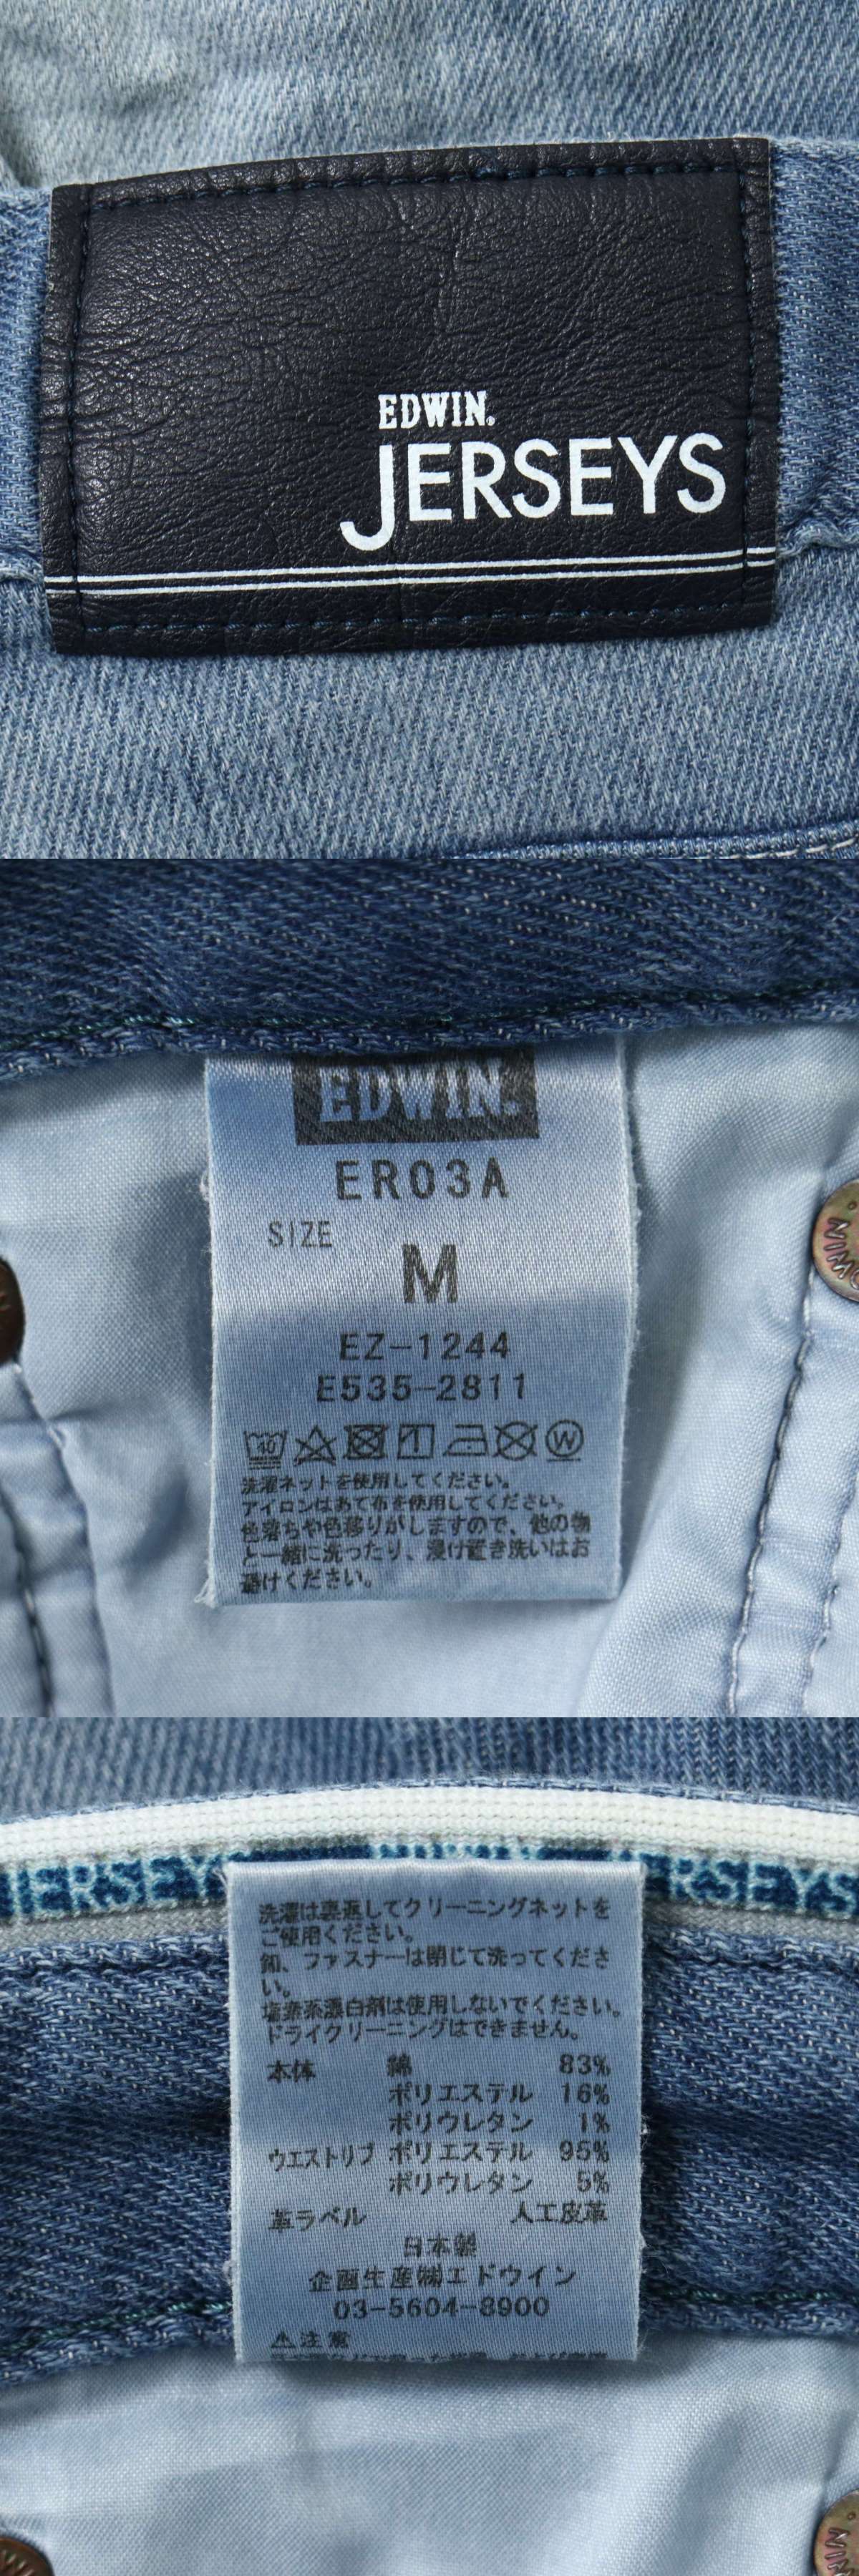 EDWIN.
JERSEYS
EDWIN.
ER03A
SIZE
M
EZ-1244
E535-2811
40
W
洗濯ネットを使用してください。
アイロンはあて布を使用してください。
色落ちや色移りがしますので、他の物
と一緒に洗ったり、浸け置き洗いはお
避けください。
JERSEYS
ERSEYS
洗濯は裏返してクリーニングネットを
ご使用ください。
釦、ファスナーは閉じて洗ってくださ
い。
塩素系漂白剤は使用しないでください。
ドライクリーニングはできません。
本体 綿 83%
ポリエステル 16%
ポリウレタン 1%
ウエストリブ ポリエステル 95%
ポリウレタン 5%
革ラベル 人工皮革
日本製
企画生産㈱エドウイン
03-5604-8900
⚠注意